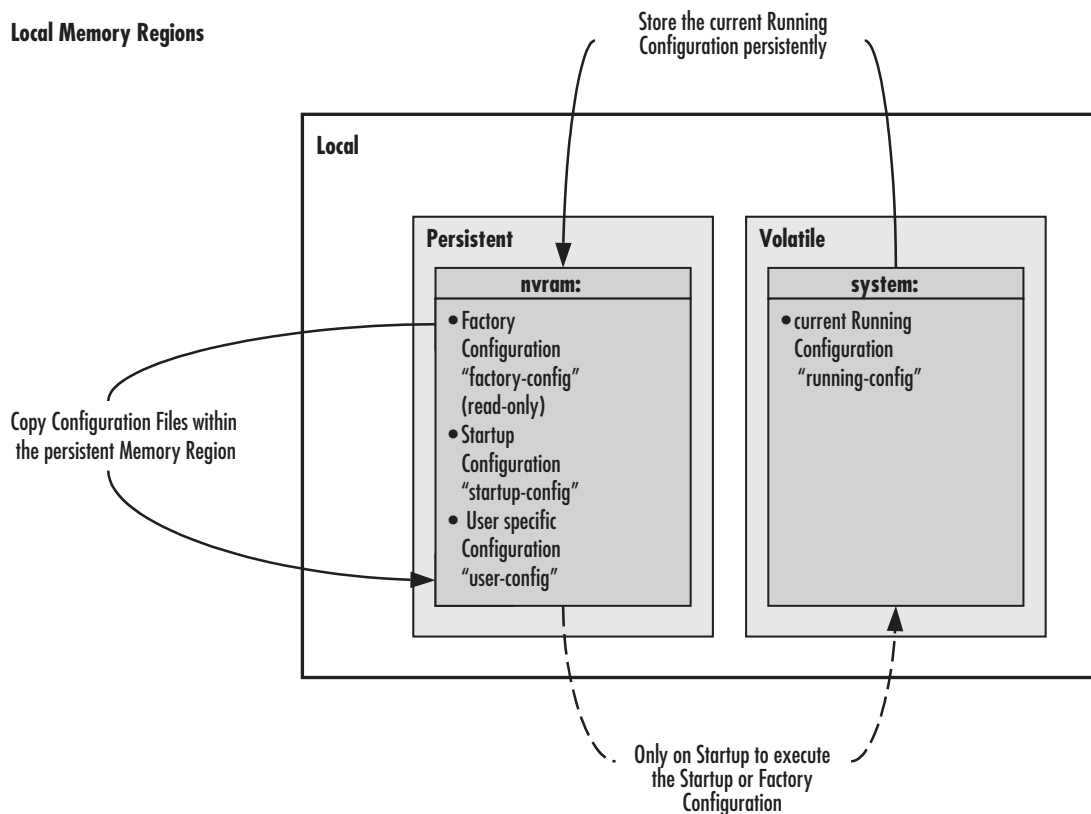 Local Memory Regions
Store the current Running
Configuration persistently
Local
Persistent
nvram:
• Factory
Configuration
“factory-config”
(read-only)
• Startup
Configuration
“startup-config”
• User specific
Configuration
“user-config”
Volatile
system:
• current Running
Configuration
“running-config”
Copy Configuration Files within
the persistent Memory Region
Only on Startup to execute
the Startup or Factory
Configuration